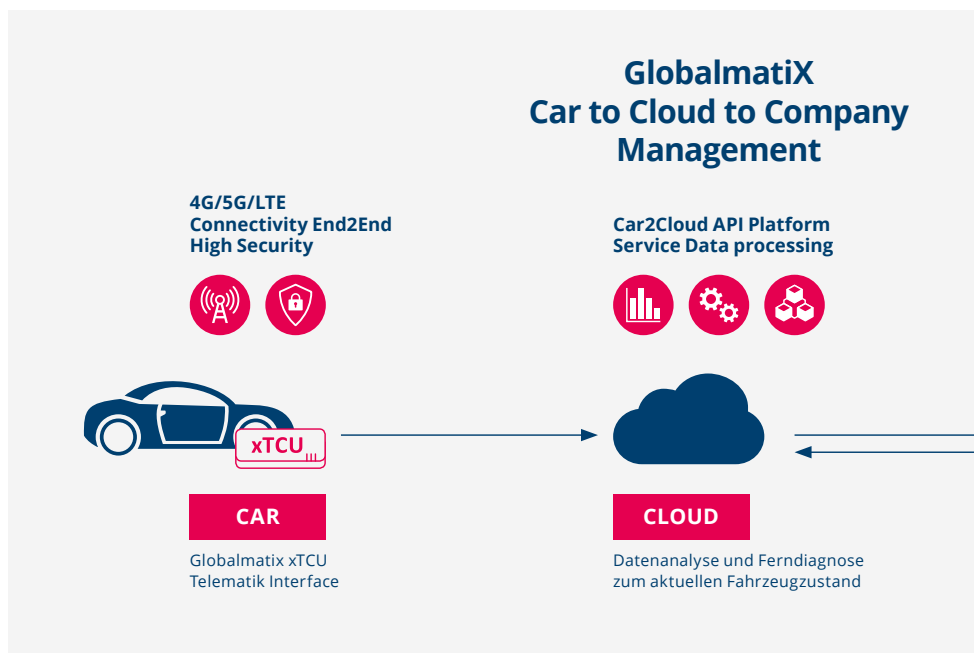 GlobalmatiX
Car to Cloud to Company
Management
4G/5G/LTE
Connectivity End2End
High Security
Car2Cloud API Platform
Service Data processing
xTCU
CAR
CLOUD
Globalmatix xTCU
Telematik Interface
Datenanalyse und Ferndiagnose
zum aktuellen Fahrzeugzustand